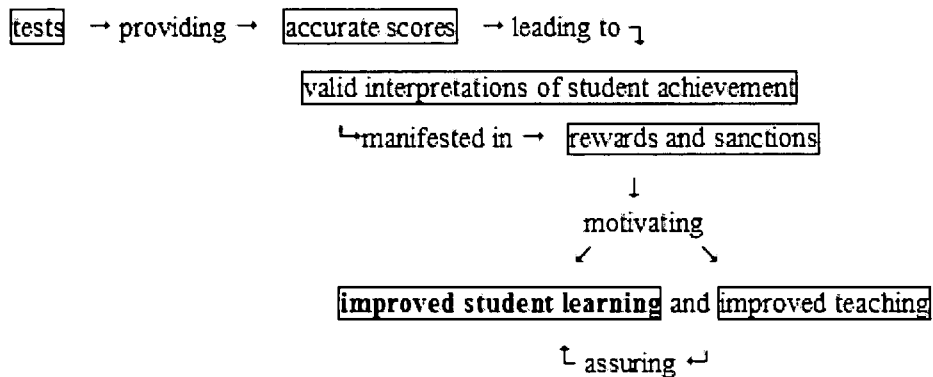 tests → providing → accurate scores → leading to ⤵
valid interpretations of student achievement
↳manifested in → rewards and sanctions
↓
motivating
↙ ↘
improved student learning and improved teaching
assuring